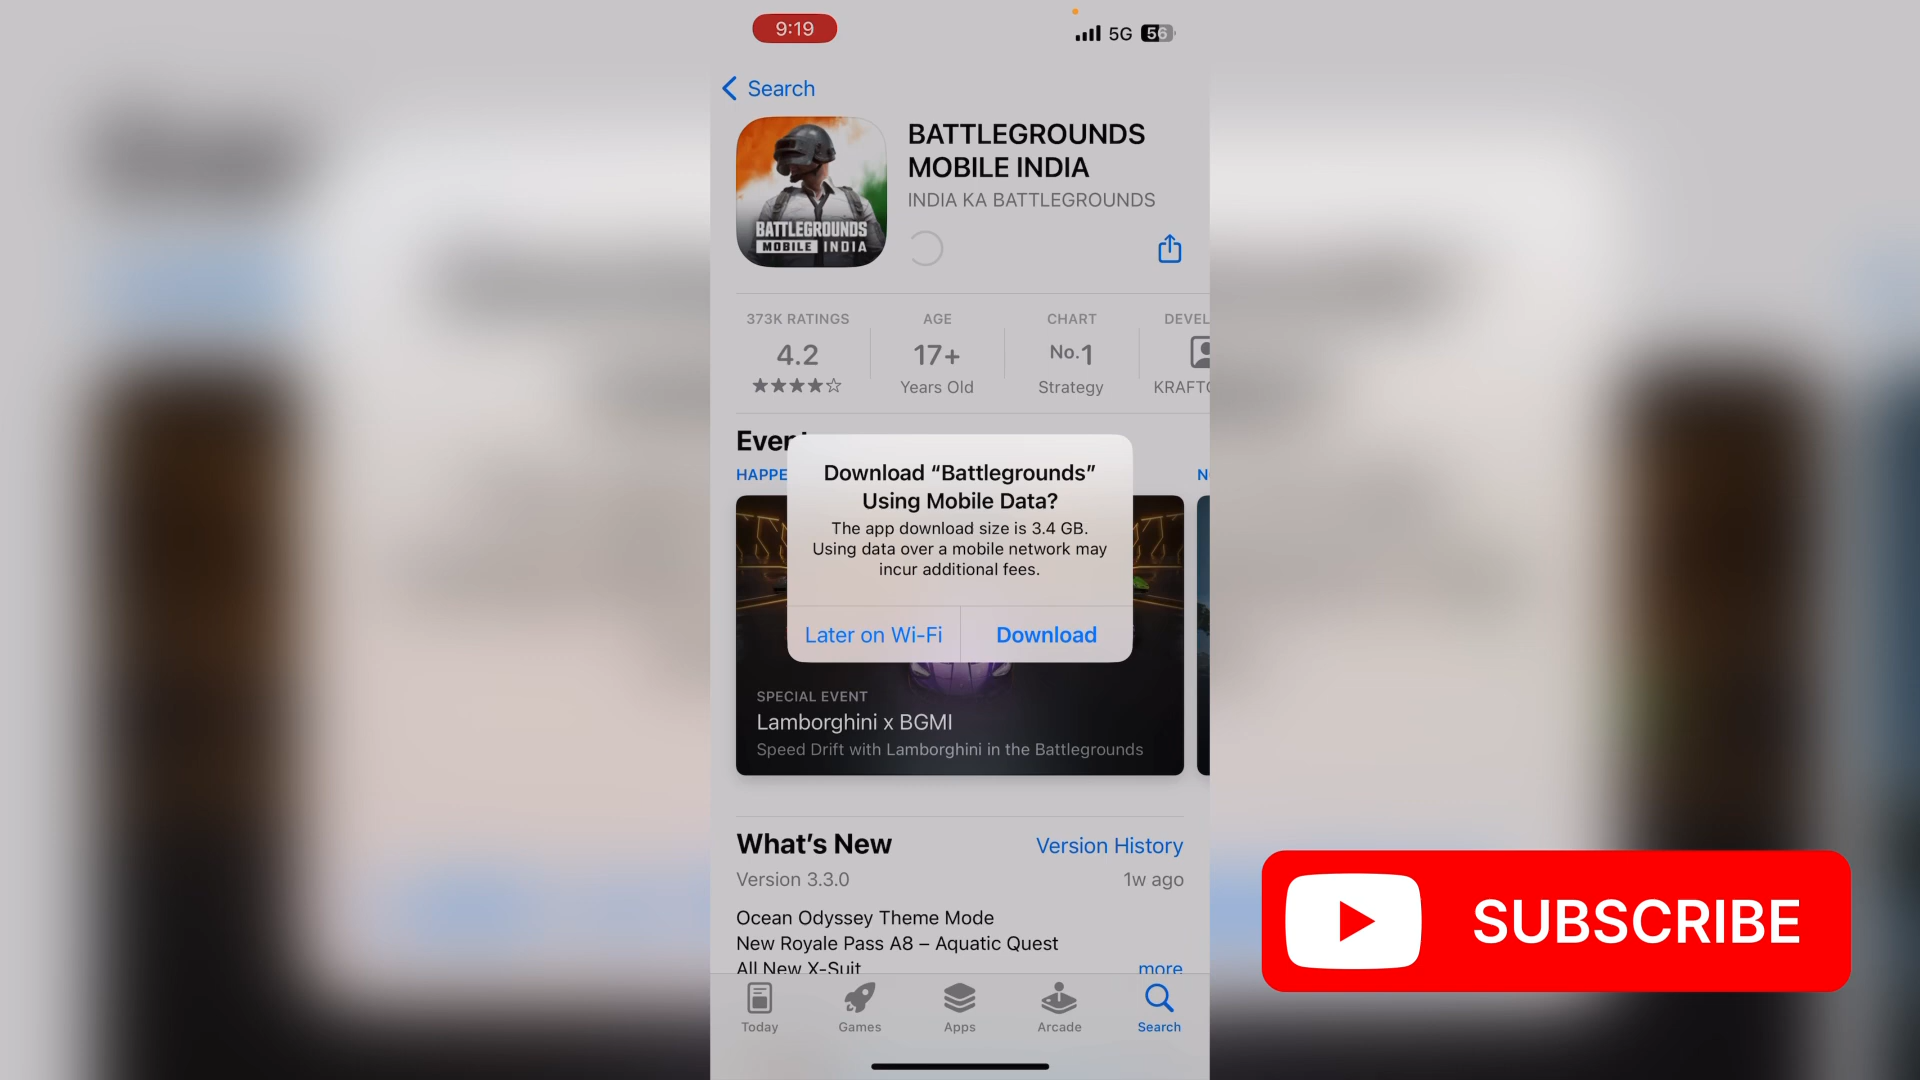 9:19
5G 56
Search
BATTLEGROUNDS
MOBILE INDIA
INDIA KA BATTLEGROUNDS
BATTLEGROUNDS
MOBILE INDIA
373K RATINGS
4.2
AGE
17+
Years Old
CHART
No.1
Strategy
DEVEL
KRAFTO
Even
HAPPE
Download “Battlegrounds”
Using Mobile Data?
The app download size is 3.4 GB.
Using data over a mobile network may
incur additional fees.
Later on Wi-Fi
Download
SPECIAL EVENT
Lamborghini x BGMI
Speed Drift with Lamborghini in the Battlegrounds
What’s New
Version History
Version 3.3.0
1w ago
Ocean Odyssey Theme Mode
New Royale Pass A8 – Aquatic Quest
All New X-Suit
more
Today
Games
Apps
Arcade
Search
SUBSCRIBE